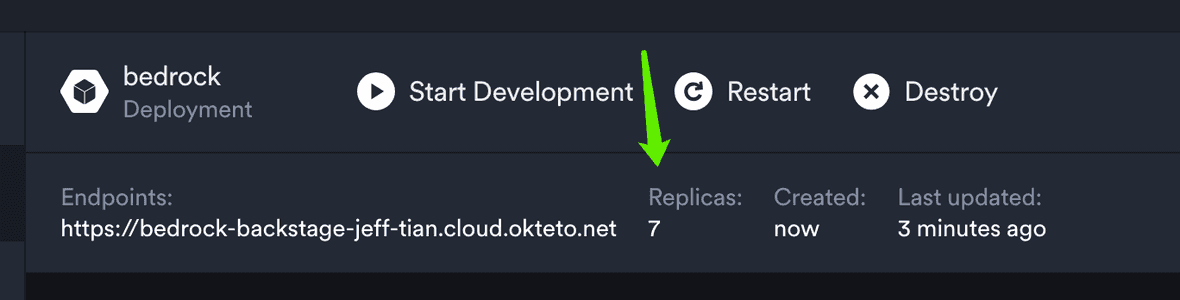 bedrock
Deployment
Start Development
Restart
Destroy
Endpoints:
https://bedrock-backstage-jeff-tian.cloud.okteto.net
Replicas:
7
Created:
now
Last updated:
3 minutes ago